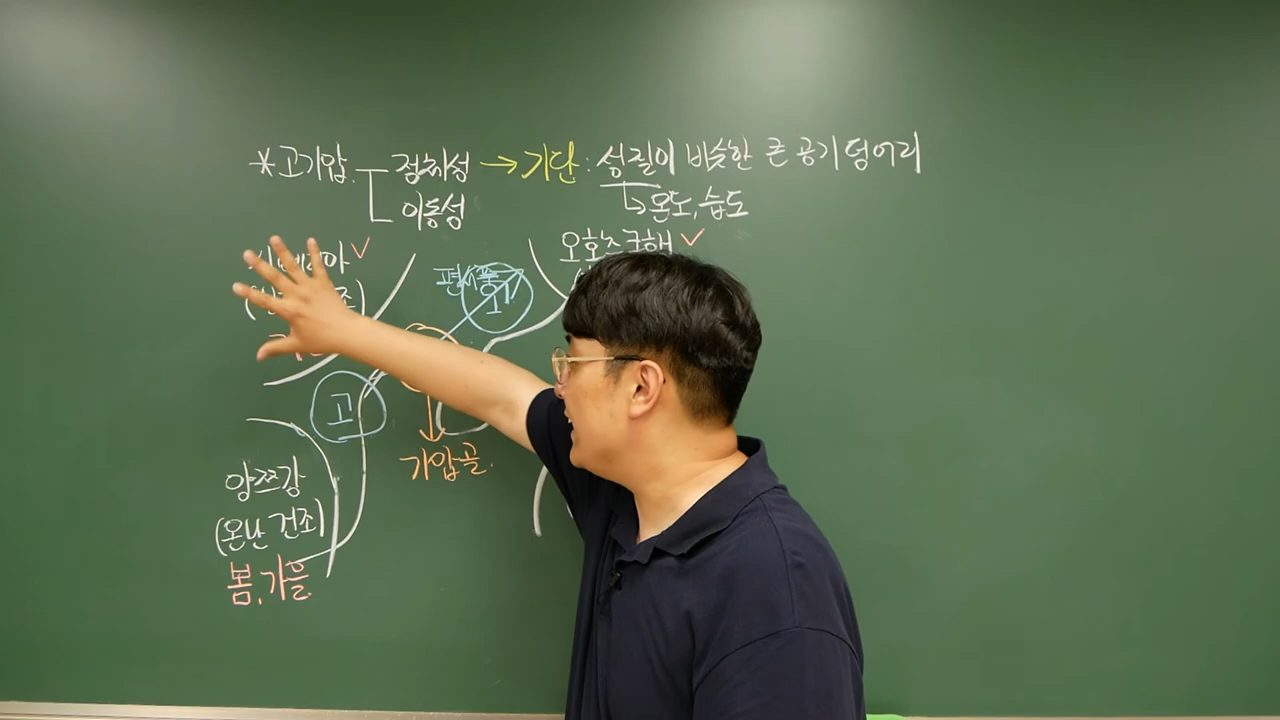 *고기압 정체성 → 기단 : 성질이 비슷한 큰 공기 덩어리
이동성 ↳온도, 습도
오호츠크해 ✓
고
기압골.
양쯔강
(온난 건조)
봄, 가을